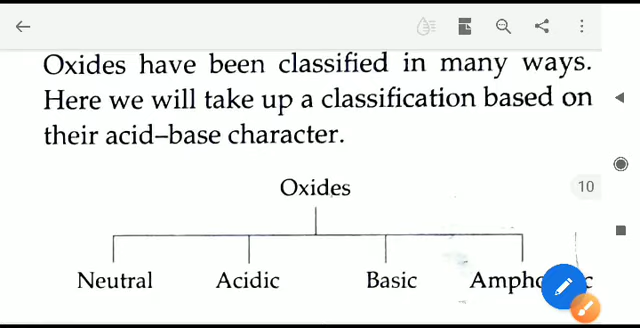 Oxides have been classified in many ways.
Here we will take up a classification based on
their acid–base character.
Oxides
10
Neutral Acidic Basic